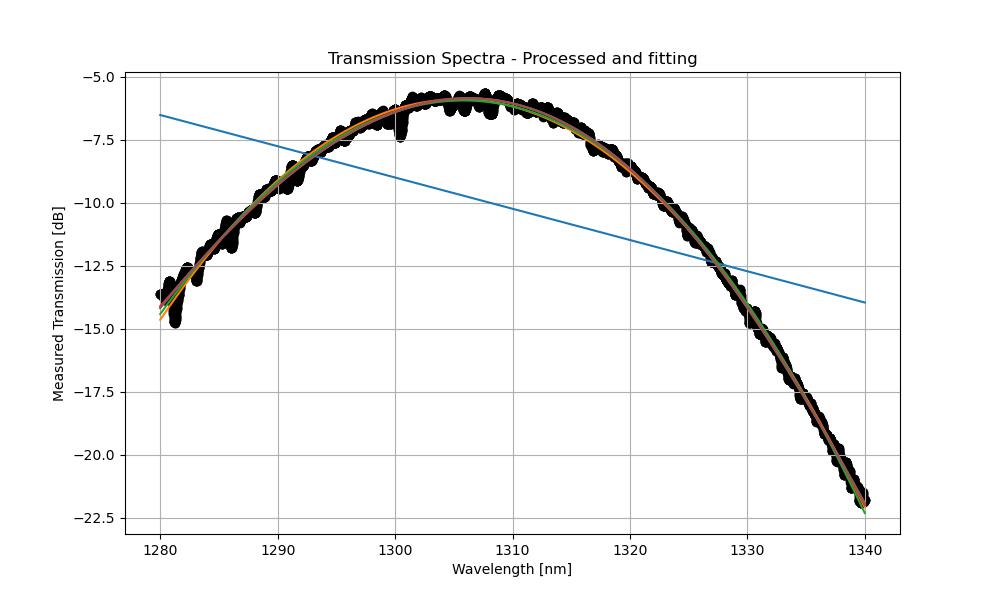 Transmission Spectra - Processed and fitting
Measured Transmission [dB]
−5.0
−7.5
−10.0
−12.5
−15.0
−17.5
−20.0
−22.5
1280 1290 1300 1310 1320 1330 1340
Wavelength [nm]